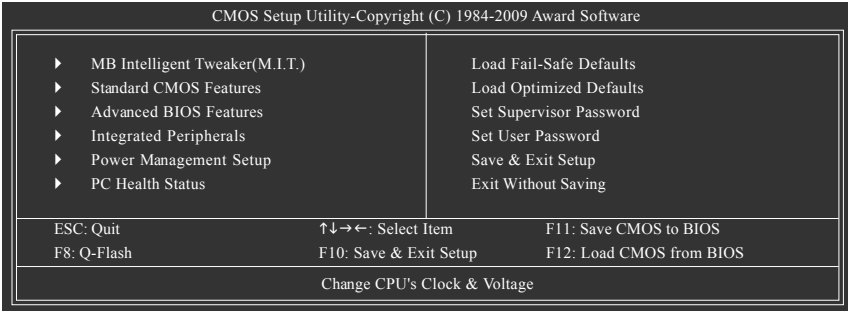 CMOS Setup Utility-Copyright (C) 1984-2009 Award Software
MB Intelligent Tweaker(M.I.T.)
Standard CMOS Features
Advanced BIOS Features
Integrated Peripherals
Power Management Setup
PC Health Status
Load Fail-Safe Defaults
Load Optimized Defaults
Set Supervisor Password
Set User Password
Save & Exit Setup
Exit Without Saving
ESC: Quit ↑↓→←: Select Item F11: Save CMOS to BIOS
F8: Q-Flash F10: Save & Exit Setup F12: Load CMOS from BIOS
Change CPU's Clock & Voltage